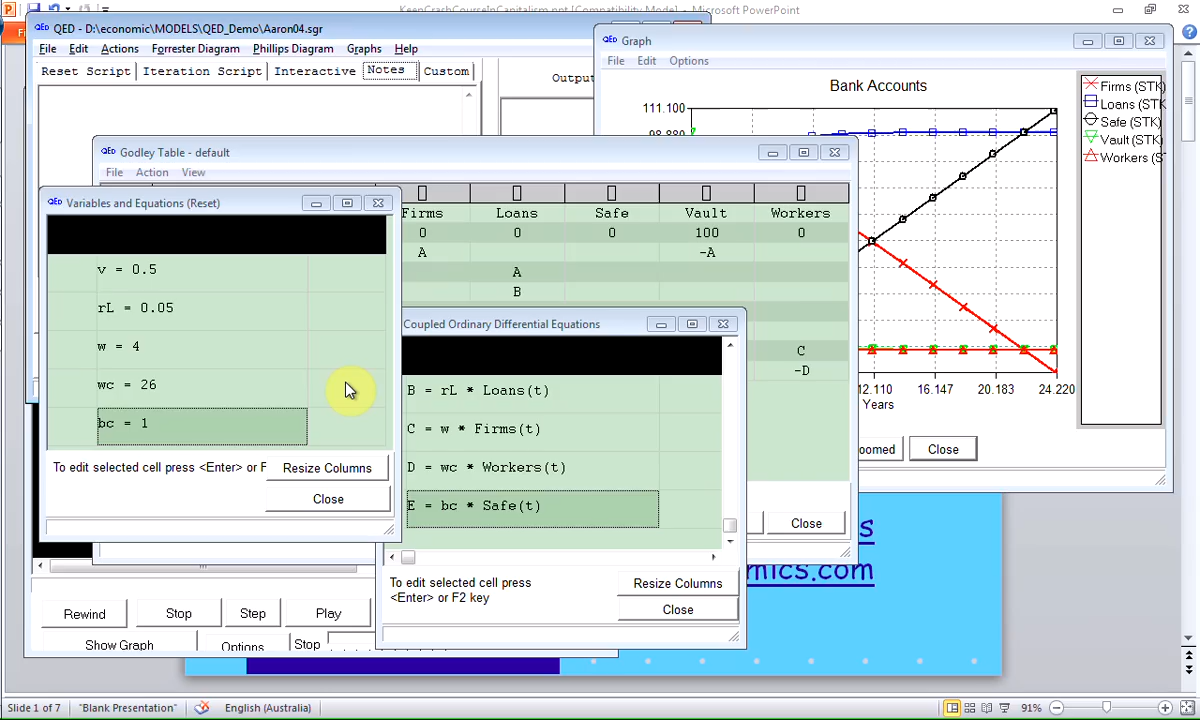 KeenCrashCourseInCapitalism.ppt [Compatibility Mode] - Microsoft PowerPoint
QED - D:\economic\MODELS\QED_Demo\Aaron04.sgr
File Edit Actions Forrester Diagram Phillips Diagram Graphs Help
Reset Script Iteration Script Interactive Notes Custom
Output
Graph
File Edit Options
Bank Accounts
111.100
98.880
Firms (STK)
Loans (STK
Safe (STK)
Vault (STK)
Workers (S
12.110 16.147 20.183 24.220
Years
oomed Close
Godley Table - default
File Action View
Firms Loans Safe Vault Workers
0 0 0 100 0
A -A
A
B
C
-D
Close
Variables and Equations (Reset)
v = 0.5
rL = 0.05
w = 4
wc = 26
bc = 1
To edit selected cell press <Enter> or F
Resize Columns
Close
Coupled Ordinary Differential Equations
B = rL * Loans(t)
C = w * Firms(t)
D = wc * Workers(t)
E = bc * Safe(t)
To edit selected cell press
<Enter> or F2 key
Resize Columns
Close
Rewind Stop Step Play
Show Graph Options Stop
s
mics.com
Slide 1 of 7 "Blank Presentation" English (Australia) 91%